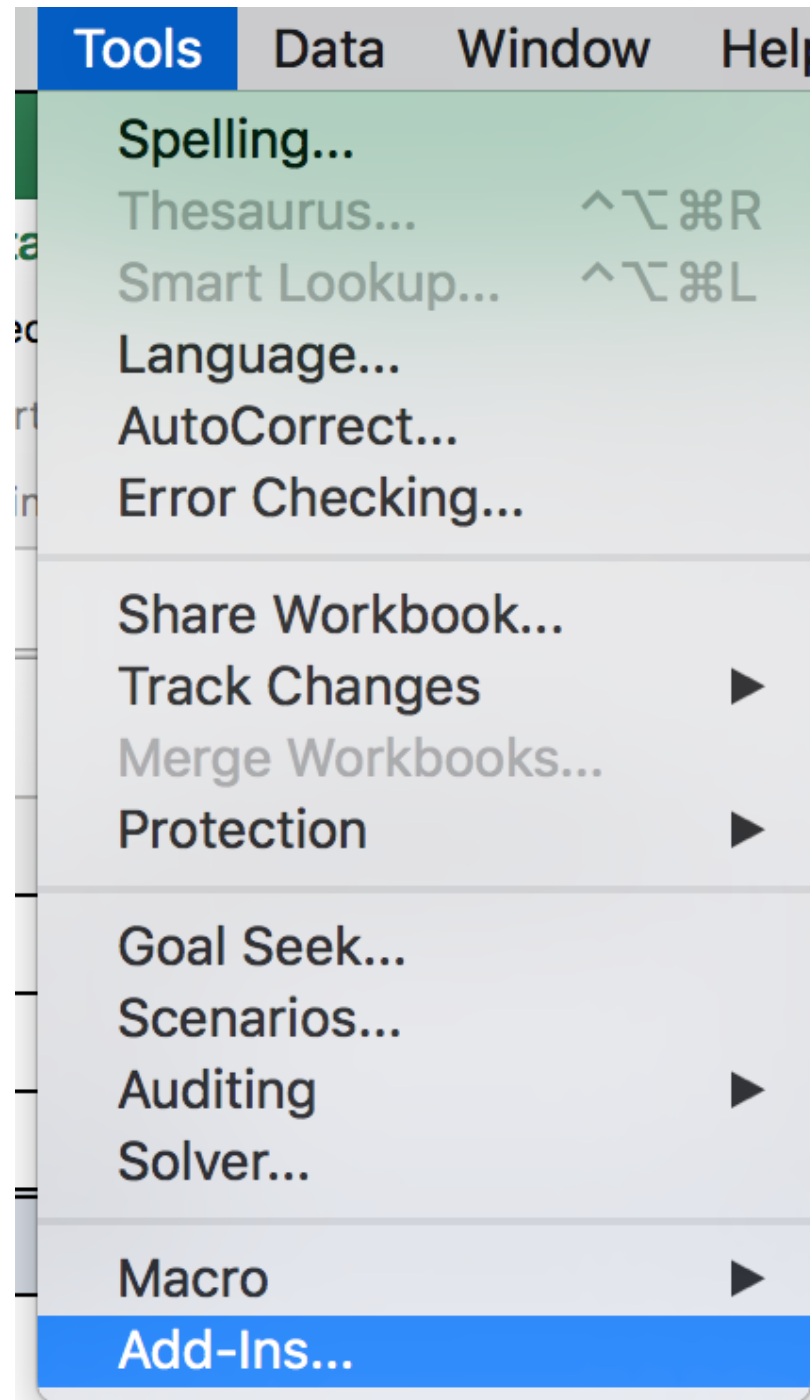 Tools Data Window Help
Spelling...
Thesaurus... ^⌥⌘R
Smart Lookup... ^⌥⌘L
Language...
AutoCorrect...
Error Checking...
Share Workbook...
Track Changes ▶
Merge Workbooks...
Protection ▶
Goal Seek...
Scenarios...
Auditing ▶
Solver...
Macro ▶
Add-Ins...